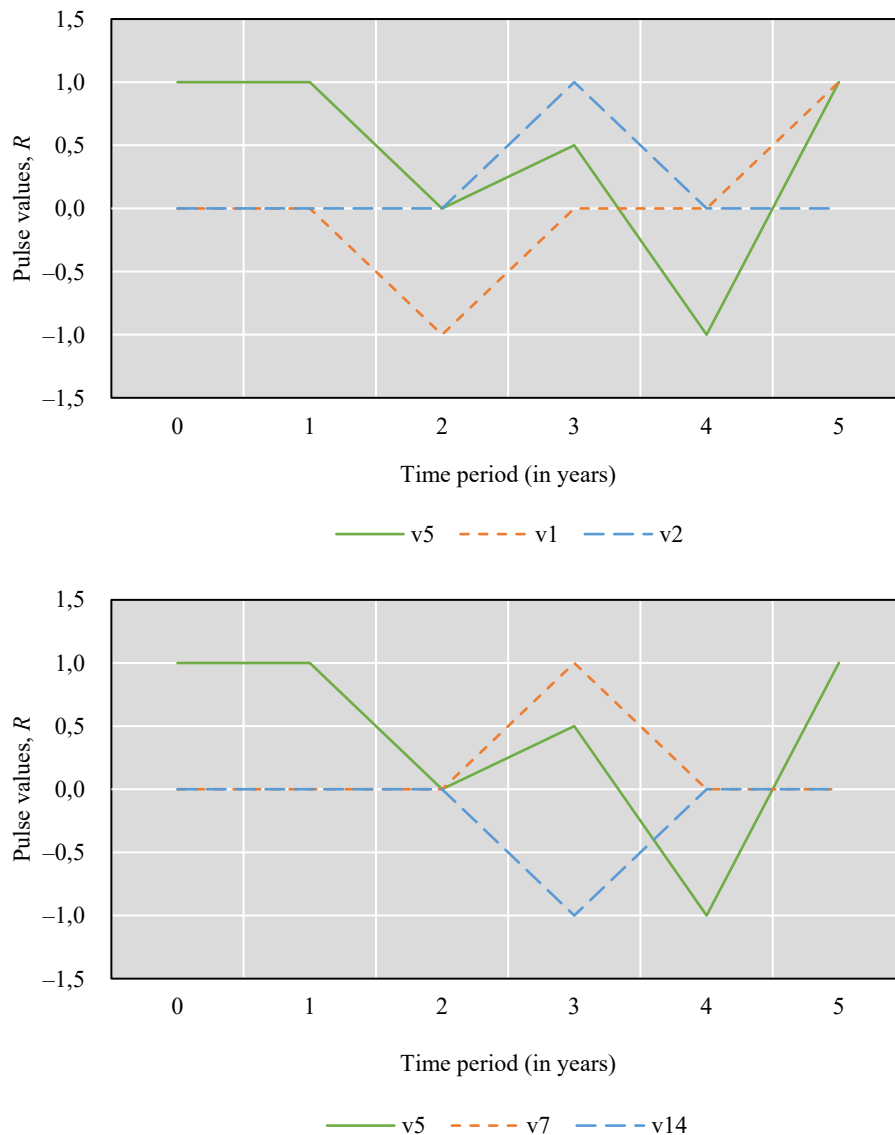 1,5
1,0
0,5
0,0
–0,5
–1,0
–1,5
Pulse values, R
0 1 2 3 4 5
Time period (in years)
v5 v1 v2
1,5
1,0
0,5
0,0
–0,5
–1,0
–1,5
Pulse values, R
0 1 2 3 4 5
Time period (in years)
v5 v7 v14